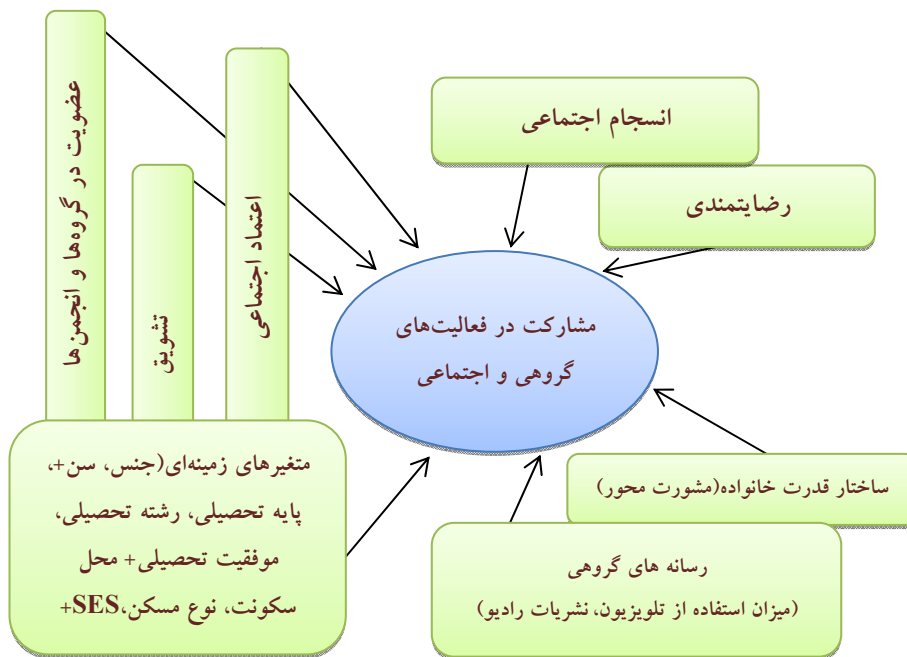 عضویت در گروه‌ها و انجمن‌ها
تشویق
اعتماد اجتماعی
انسجام اجتماعی
رضایتمندی
مشارکت در فعالیت‌های
گروهی و اجتماعی
متغیرهای زمینه‌ای(جنس، سن+،
پایه تحصیلی، رشته تحصیلی،
موفقیت تحصیلی+ محل
سکونت، نوع مسکن،SES+
ساختار قدرت خانواده(مشورت محور)
رسانه های گروهی
(میزان استفاده از تلویزیون، نشریات رادیو)